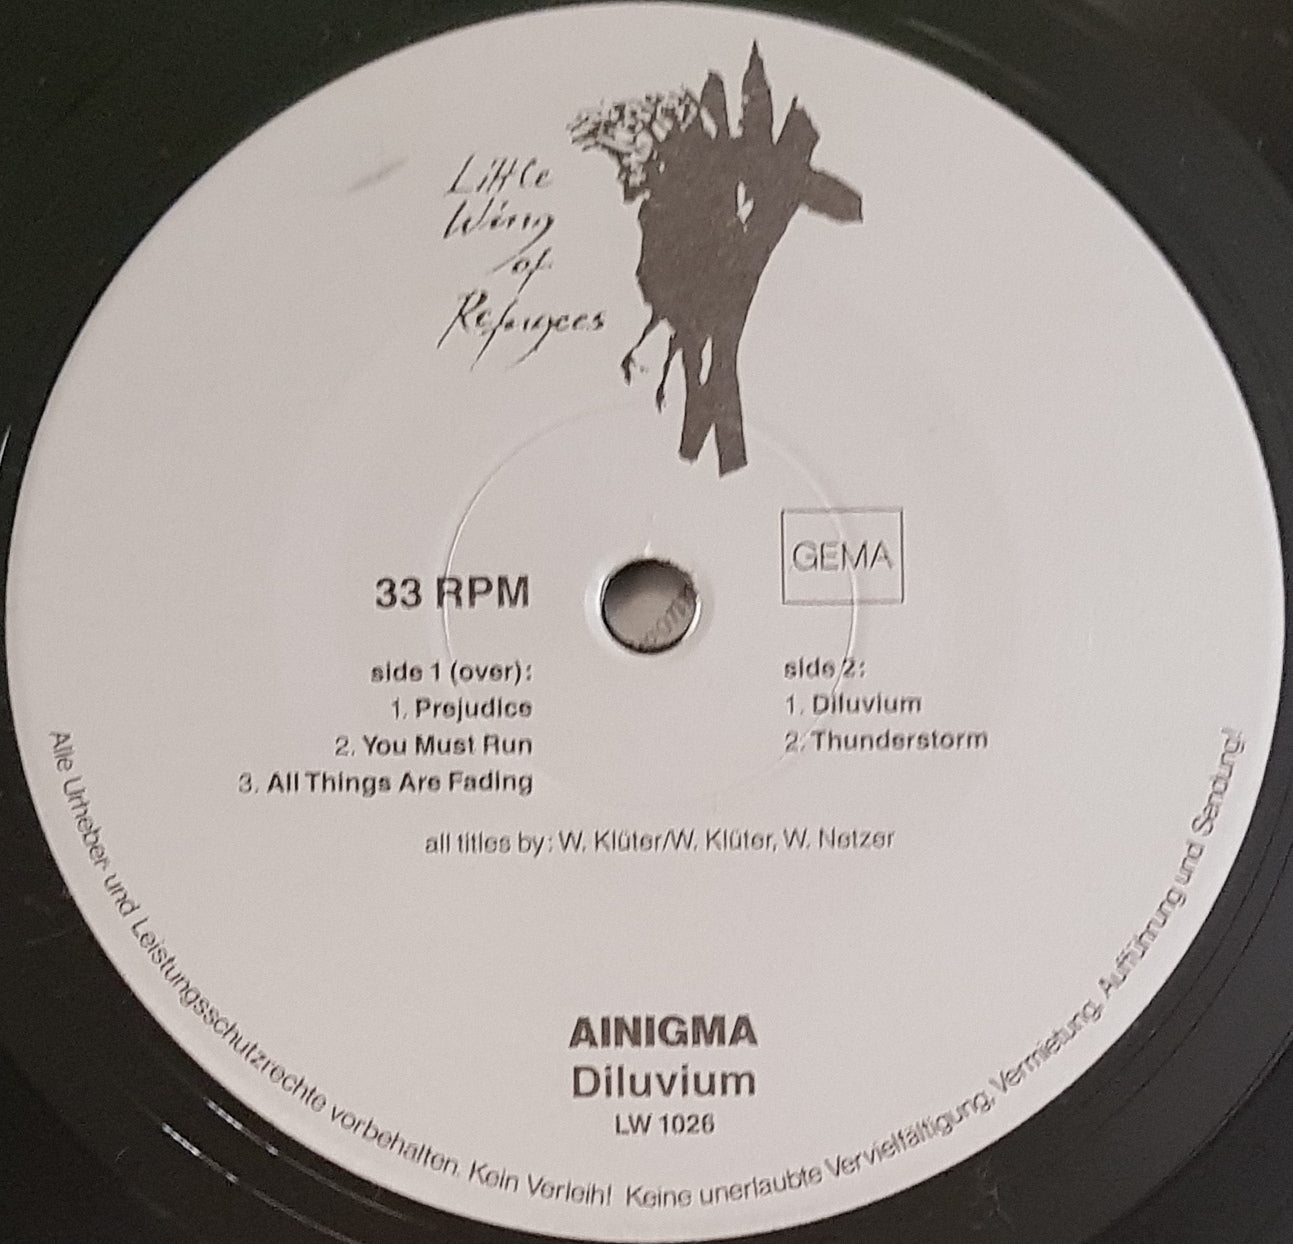 Little
Wing
of
Refugees
GEMA
33 RPM
side 1 (over):
1. Prejudice
2. You Must Run
3. All Things Are Fading
side 2:
1. Diluvium
2. Thunderstorm
all titles by: W. Klüter/W. Klüter, W. Netzer
AINIGMA
Diluvium
LW 1026
Alle Urheber- und Leistungsschutzrechte vorbehalten. Kein Verleih! Keine unerlaubte Vervielfältigung, Vermietung, Aufführung und Sendung!